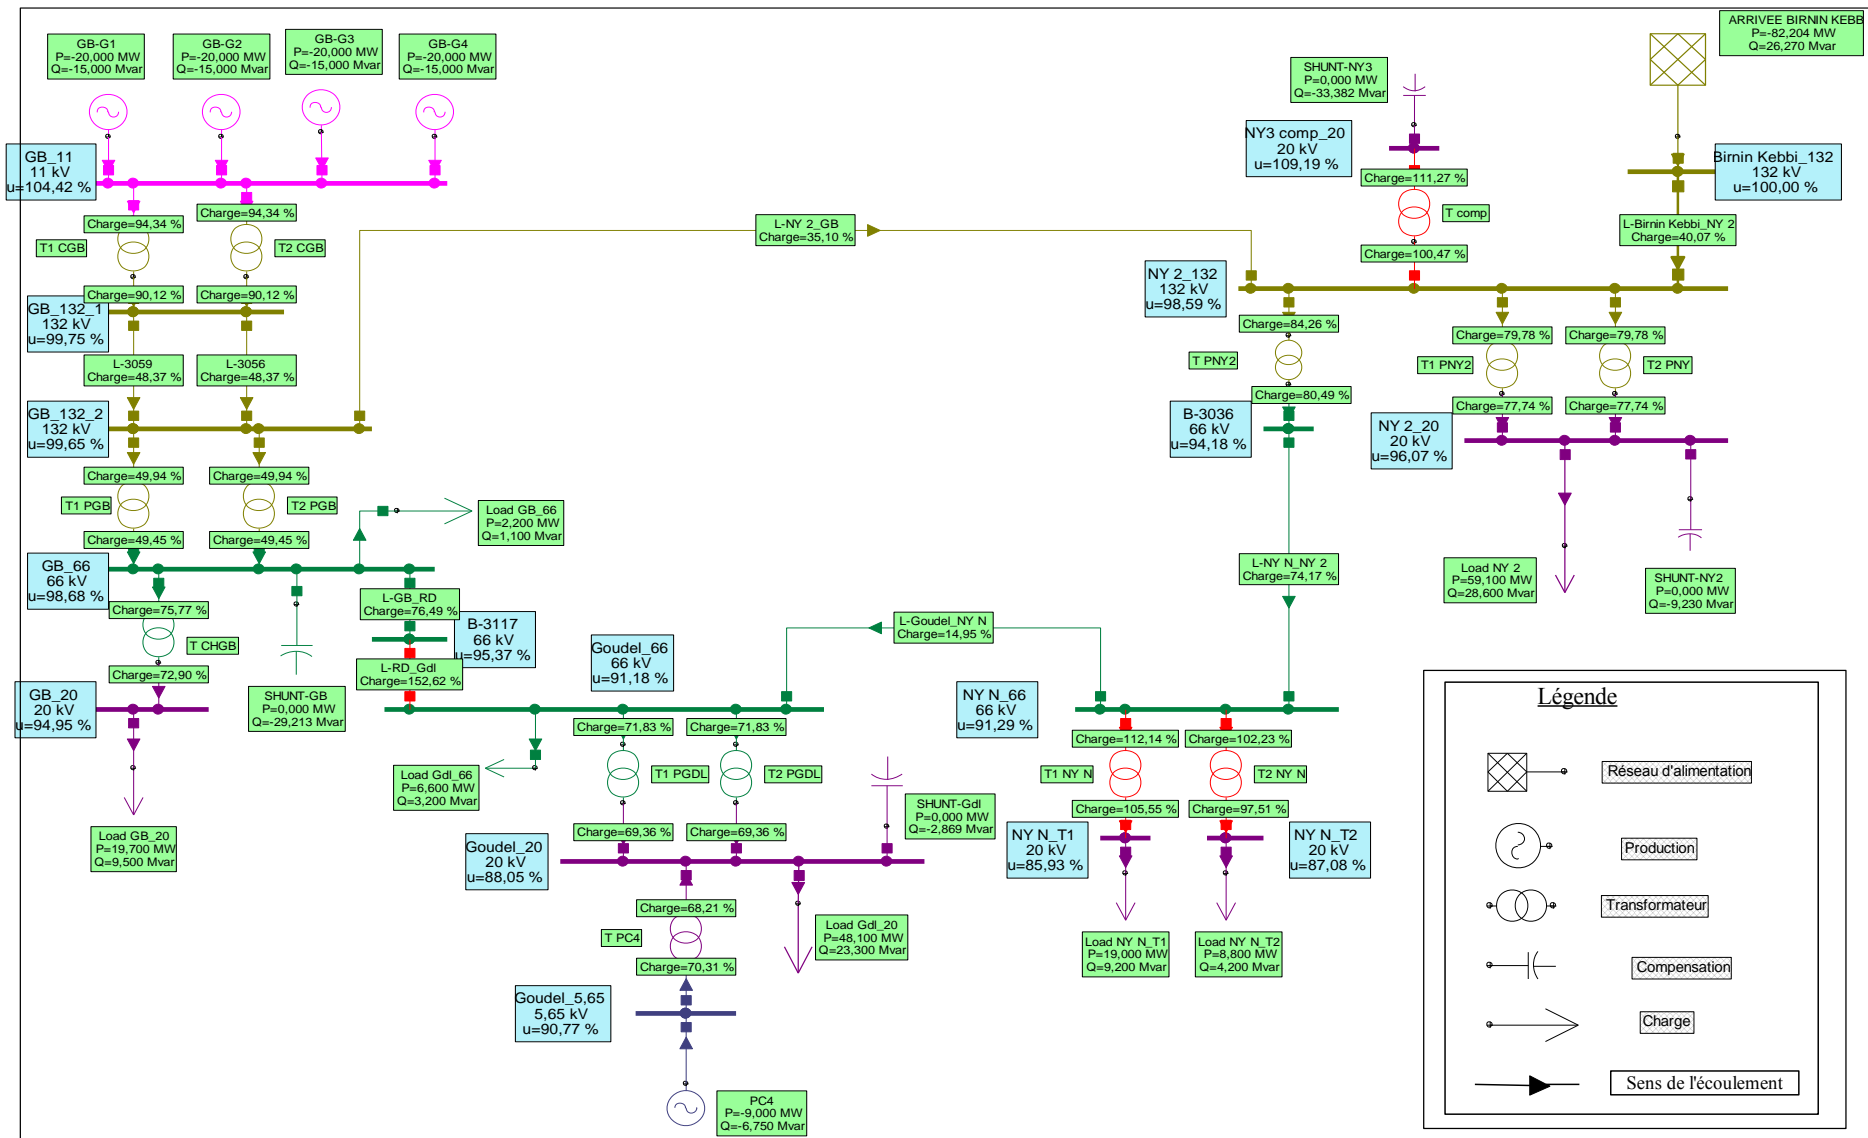 GB-G1
P=-20,000 MW
Q=-15,000 Mvar
GB-G2
P=-20,000 MW
Q=-15,000 Mvar
GB-G3
P=-20,000 MW
Q=-15,000 Mvar
GB-G4
P=-20,000 MW
Q=-15,000 Mvar
SHUNT-NY3
P=0,000 MW
Q=-33,382 Mvar
ARRIVEE BIRNIN KEBB
P=-82,204 MW
Q=26,270 Mvar
GB_11
11 kV
u=104,42 %
NY3 comp_20
20 kV
u=109,19 %
Birnin Kebbi_132
132 kV
u=100,00 %
Charge=94,34 %
Charge=94,34 %
T1 CGB
T2 CGB
Charge=90,12 %
Charge=90,12 %
L-NY 2_GB
Charge=35,10 %
Charge=111,27 %
T comp
Charge=100,47 %
L-Birnin Kebbi_NY 2
Charge=40,07 %
GB_132_1
132 kV
u=99,75 %
NY 2_132
132 kV
u=98,59 %
L-3059
Charge=48,37 %
L-3056
Charge=48,37 %
Charge=84,26 %
T PNY2
Charge=80,49 %
Charge=79,78 %
Charge=79,78 %
T1 PNY2
T2 PNY
Charge=77,74 %
Charge=77,74 %
GB_132_2
132 kV
u=99,65 %
B-3036
66 kV
u=94,18 %
NY 2_20
20 kV
u=96,07 %
Charge=49,94 %
Charge=49,94 %
T1 PGB
T2 PGB
Charge=49,45 %
Charge=49,45 %
Load GB_66
P=2,200 MW
Q=1,100 Mvar
GB_66
66 kV
u=98,68 %
L-NY N_NY 2
Charge=74,17 %
Load NY 2
P=59,100 MW
Q=28,600 Mvar
SHUNT-NY2
P=0,000 MW
Q=-9,230 Mvar
Charge=75,77 %
T CHGB
Charge=72,90 %
L-GB_RD
Charge=76,49 %
B-3117
66 kV
u=95,37 %
L-RD_Gdl
Charge=152,62 %
L-Goudel_NY N
Charge=14,95 %
Goudel_66
66 kV
u=91,18 %
GB_20
20 kV
u=94,95 %
SHUNT-GB
P=0,000 MW
Q=-29,213 Mvar
NY N_66
66 kV
u=91,29 %
Charge=71,83 %
Charge=71,83 %
Charge=112,14 %
Charge=102,23 %
Load Gdl_66
P=6,600 MW
Q=3,200 Mvar
T1 PGDL
T2 PGDL
T1 NY N
T2 NY N
Charge=69,36 %
Charge=69,36 %
SHUNT-Gdl
P=0,000 MW
Q=-2,869 Mvar
Charge=105,55 %
Charge=97,51 %
Load GB_20
P=19,700 MW
Q=9,500 Mvar
Goudel_20
20 kV
u=88,05 %
NY N_T1
20 kV
u=85,93 %
NY N_T2
20 kV
u=87,08 %
Charge=68,21 %
T PC4
Charge=70,31 %
Load Gdl_20
P=48,100 MW
Q=23,300 Mvar
Load NY N_T1
P=19,000 MW
Q=9,200 Mvar
Load NY N_T2
P=8,800 MW
Q=4,200 Mvar
Goudel_5,65
5,65 kV
u=90,77 %
PC4
P=-9,000 MW
Q=-6,750 Mvar
Légende
Réseau d'alimentation
Production
Transformateur
Compensation
Charge
Sens de l'écoulement